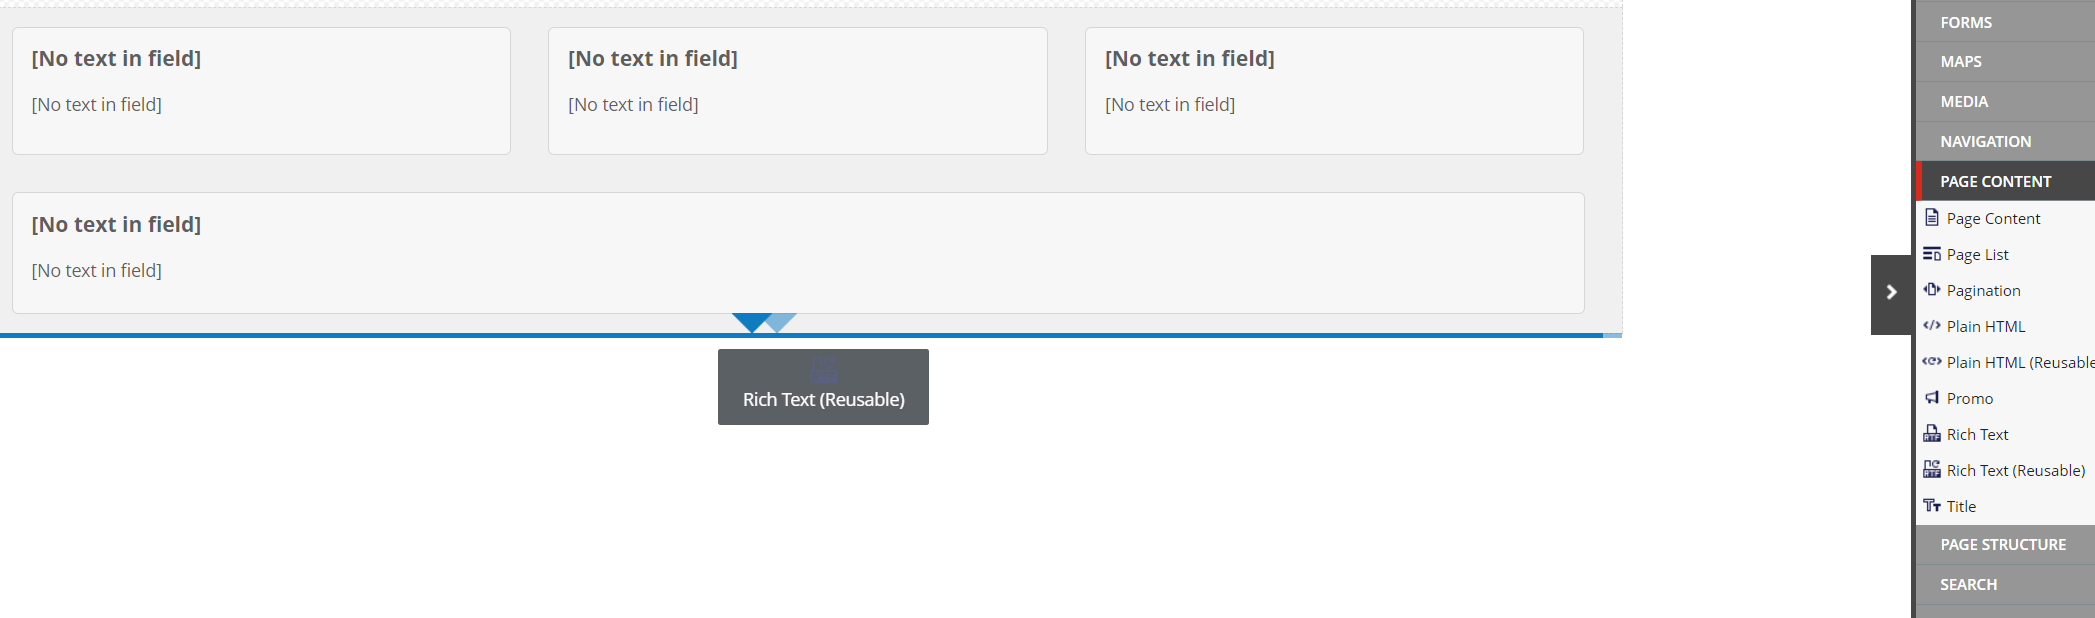 [No text in field]
[No text in field]
[No text in field]
[No text in field]
[No text in field]
[No text in field]
[No text in field]
[No text in field]
Rich Text (Reusable)
FORMS
MAPS
MEDIA
NAVIGATION
PAGE CONTENT
Page Content
Page List
Pagination
Plain HTML
Plain HTML (Reusable
Promo
Rich Text
Rich Text (Reusable)
Title
PAGE STRUCTURE
SEARCH